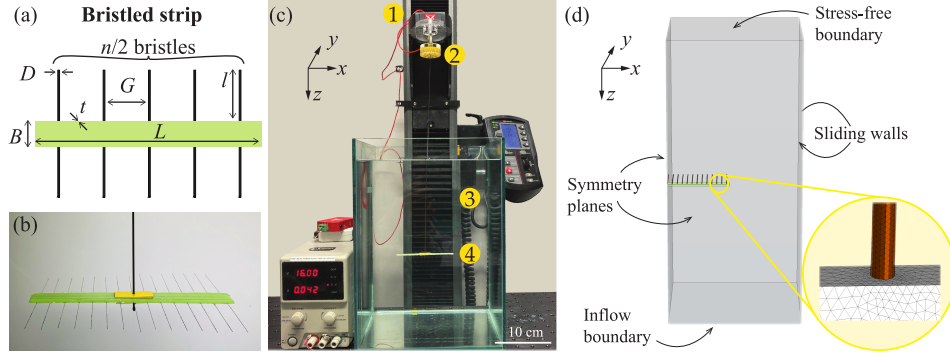 (a)
Bristled strip
n/2 bristles
D
G
l
t
B
L
(b)
(c)
1
2
y
x
z
3
4
16.00
0.042
10 cm
(d)
y
x
z
Stress-free
boundary
Sliding walls
Symmetry
planes
Inflow
boundary